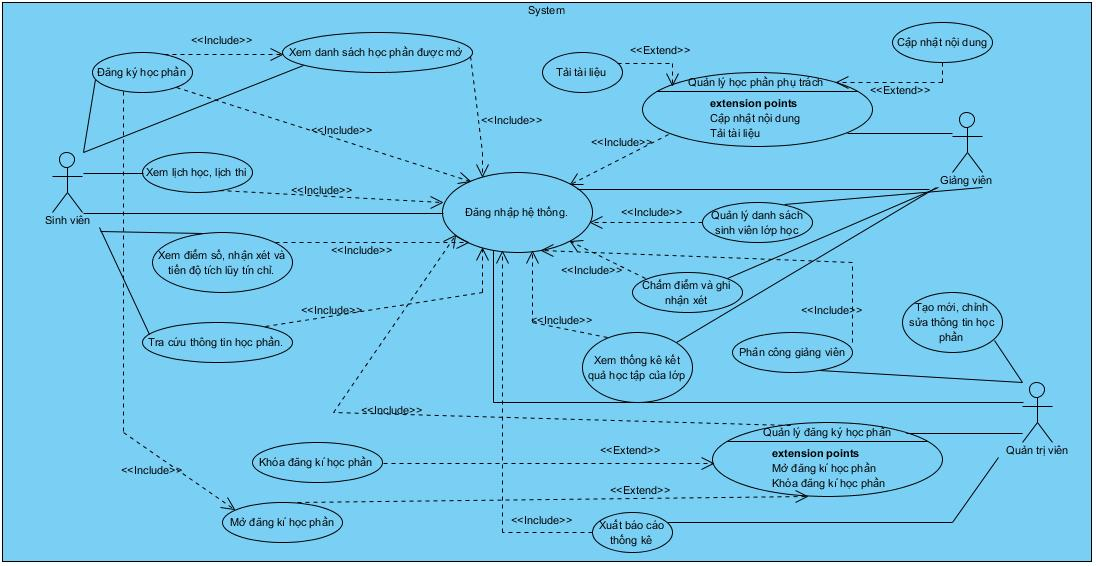 System
<<Include>>
Xem danh sách học phần được mở
Đăng ký học phần
<<Include>>
<<Include>>
Tải tài liệu
<<Extend>>
Cập nhật nội dung
<<Extend>>
Quản lý học phần phụ trách
extension points
Cập nhật nội dung
Tải tài liệu
<<Include>>
Giảng viên
Xem lịch học, lịch thi
<<Include>>
Sinh viên
Đăng nhập hệ thống.
<<Include>>
Quản lý danh sách
sinh viên lớp học
Xem điểm số, nhận xét và
tiến độ tích lũy tín chỉ.
<<Include>>
<<Include>>
Chấm điểm và ghi
nhận xét
<<Include>>
Tra cứu thông tin học phần.
<<Include>>
Xem thống kê kết
quả học tập của lớp
<<Include>>
Phân công giảng viên
Tạo mới, chỉnh
sửa thông tin học
phần
<<Include>>
Quản trị viên
Quản lý đăng ký học phần
extension points
Mở đăng kí học phần
Khóa đăng kí học phần
Khóa đăng kí học phần
<<Extend>>
<<Include>>
<<Extend>>
Mở đăng kí học phần
<<Include>>
Xuất báo cáo
thống kê